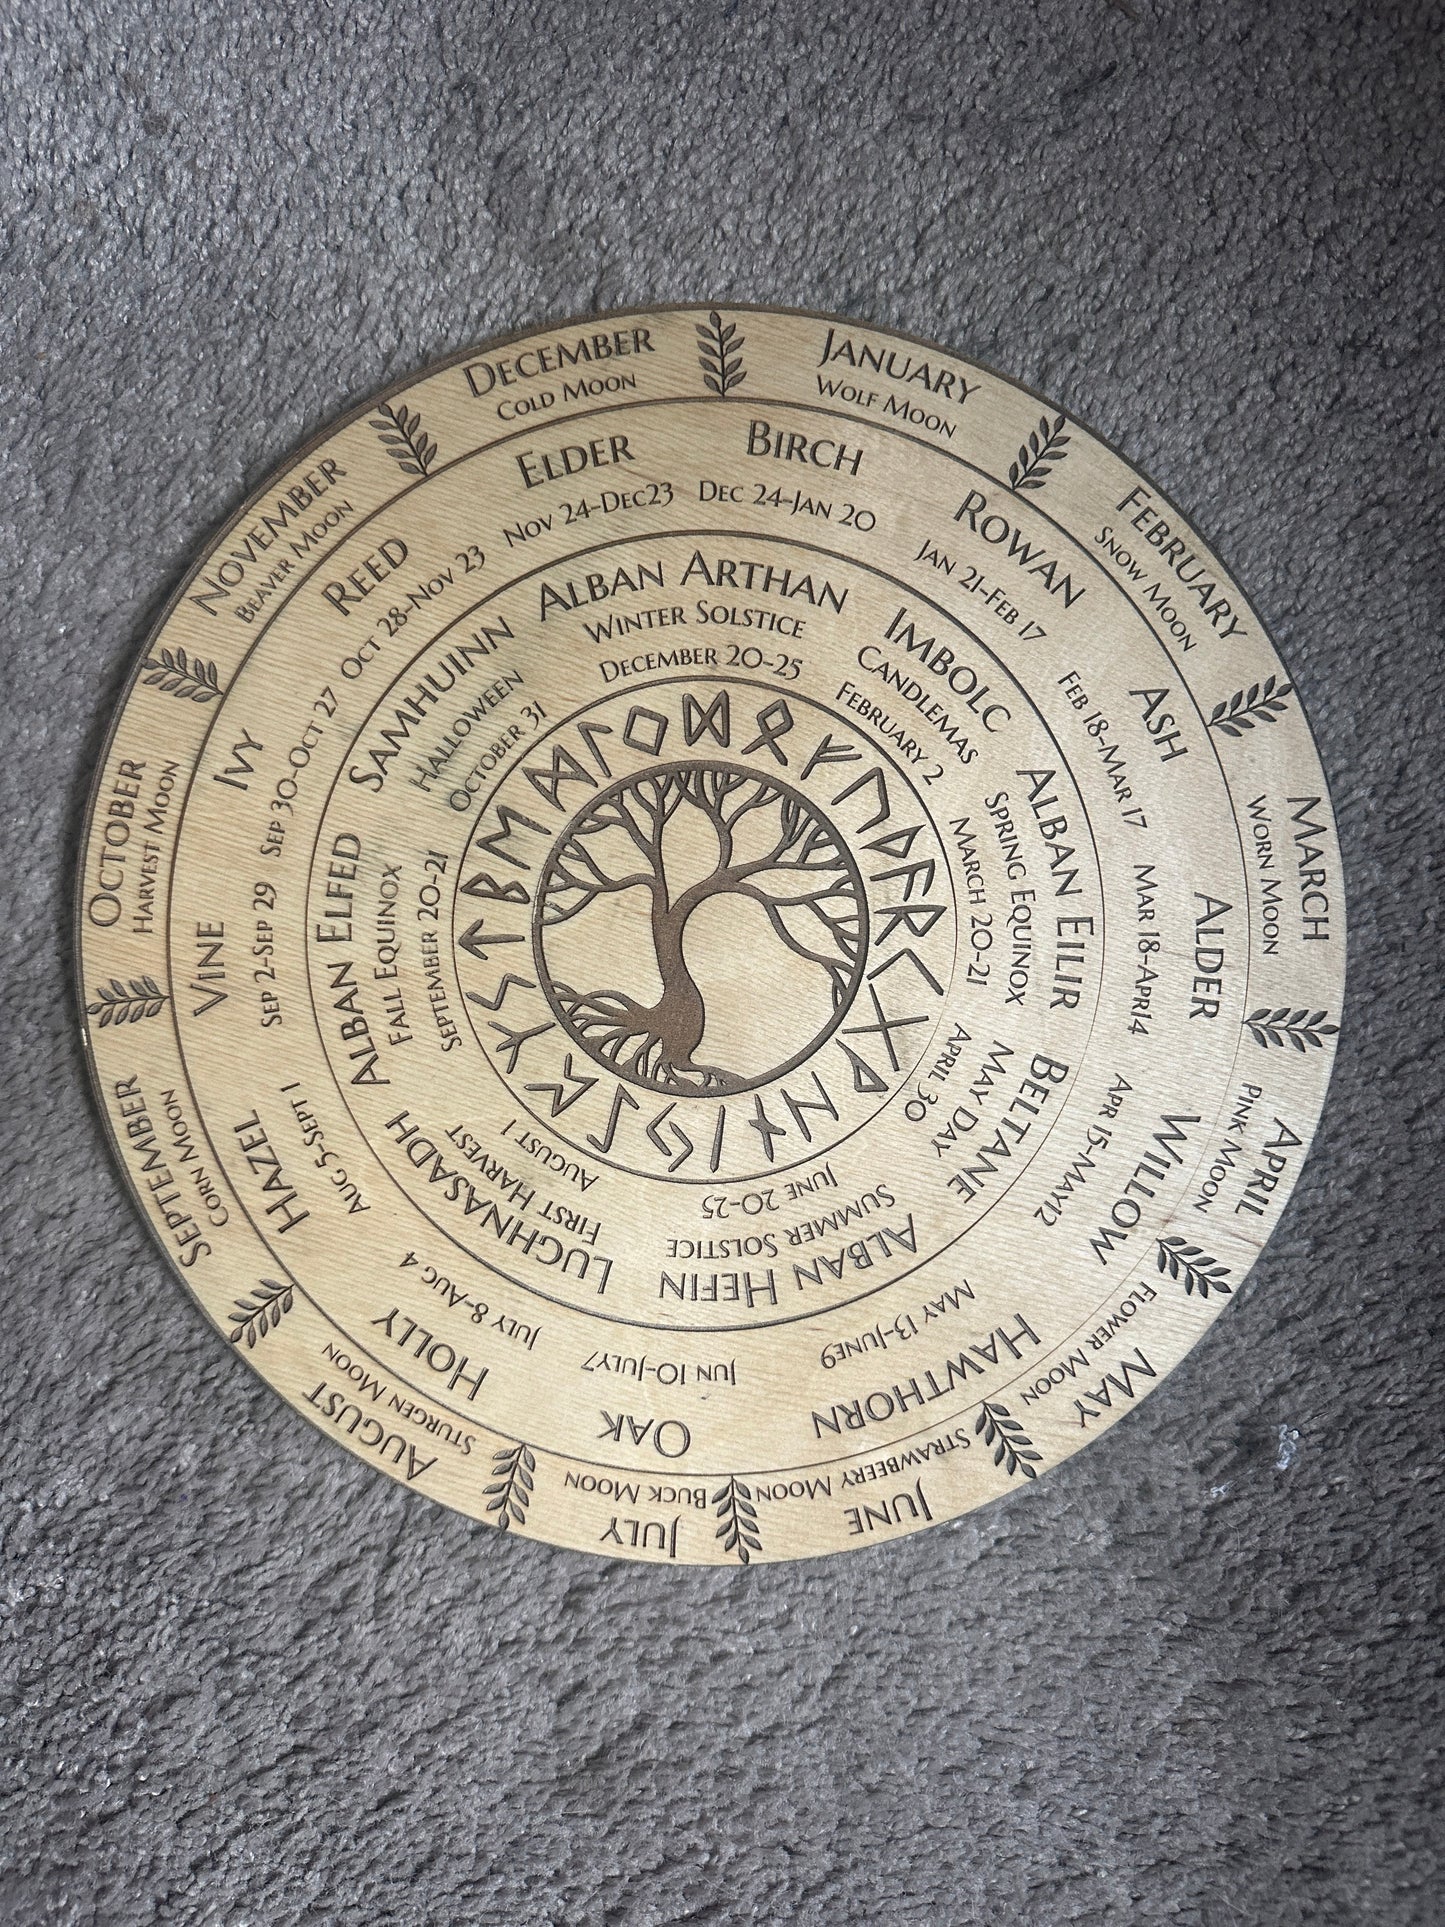 January
Wolf Moon
February
Snow Moon
March
Worn Moon
April
Pink Moon
May
Flower Moon
June
Strawbeery Moon
July
Buck Moon
August
Sturgen Moon
September
Corn Moon
October
Harvest Moon
November
Beaver Moon
December
Cold Moon
Birch
Dec 24-Jan 20
Rowan
Jan 21-Feb 17
Ash
Feb 18-Mar 17
Alder
Mar 18-Apr14
Willow
Apr 15-May12
Hawthorn
May 13-June9
Oak
Jun 10-July7
Holly
July 8-Aug 4
Hazel
Aug 5-Sept 1
Vine
Sep 2-Sep 29
Ivy
Sep 30-Oct 27
Reed
Oct 28-Nov 23
Elder
Nov 24-Dec23
Alban Arthan
Winter Solstice
December 20-25
Imbolc
Candlemas
February 2
Alban Eilir
Spring Equinox
March 20-21
Beltane
May Day
April 30
Alban Hefin
Summer Solstice
June 20-25
Lughnasadh
First Harvest
August 1
Alban Elfed
Fall Equinox
September 20-21
Samhuinn
Halloween
October 31
ᚠᚢᚦᚨᚱᚲᚷᚹᚺᚾᛁᛃᛇᛈᛉᛊᛏᛒᛖᛗᛚᛜᛞᛟ